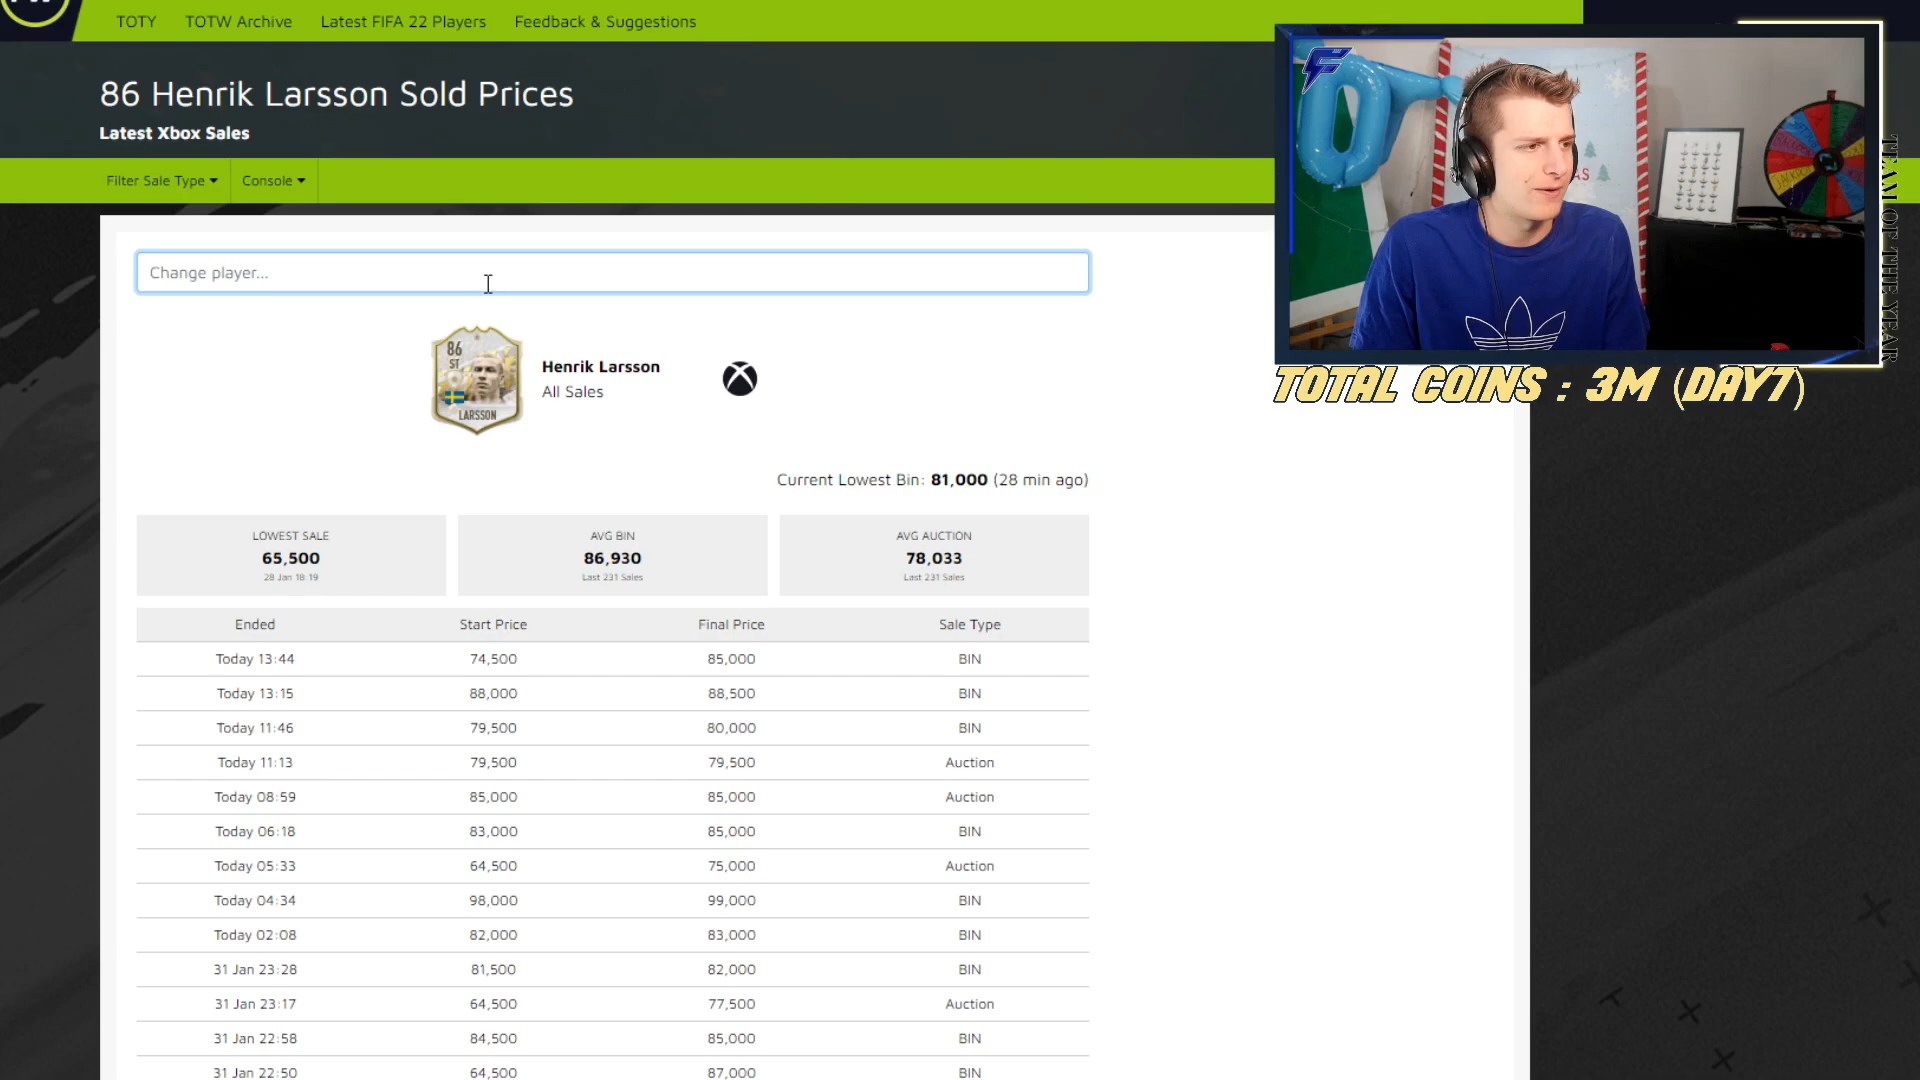 TOTY TOTW Archive Latest FIFA 22 Players Feedback & Suggestions
86 Henrik Larsson Sold Prices
Latest Xbox Sales
Filter Sale Type Console
Change player...
86
ST
LARSSON
Henrik Larsson
All Sales
TEAM OF THE YEAR
TOTAL COINS : 3M (DAY7)
Current Lowest Bin: 81,000 (28 min ago)
LOWEST SALE AVG BIN AVG AUCTION
65,500 86,930 78,033
28 Jan 18:19 Last 231 Sales Last 231 Sales
Ended Start Price Final Price Sale Type
Today 13:44 74,500 85,000 BIN
Today 13:15 88,000 88,500 BIN
Today 11:46 79,500 80,000 BIN
Today 11:13 79,500 79,500 Auction
Today 08:59 85,000 85,000 Auction
Today 06:18 83,000 85,000 BIN
Today 05:33 64,500 75,000 Auction
Today 04:34 98,000 99,000 BIN
Today 02:08 82,000 83,000 BIN
31 Jan 23:28 81,500 82,000 BIN
31 Jan 23:17 64,500 77,500 Auction
31 Jan 22:58 84,500 85,000 BIN
31 Jan 22:50 64,500 87,000 BIN